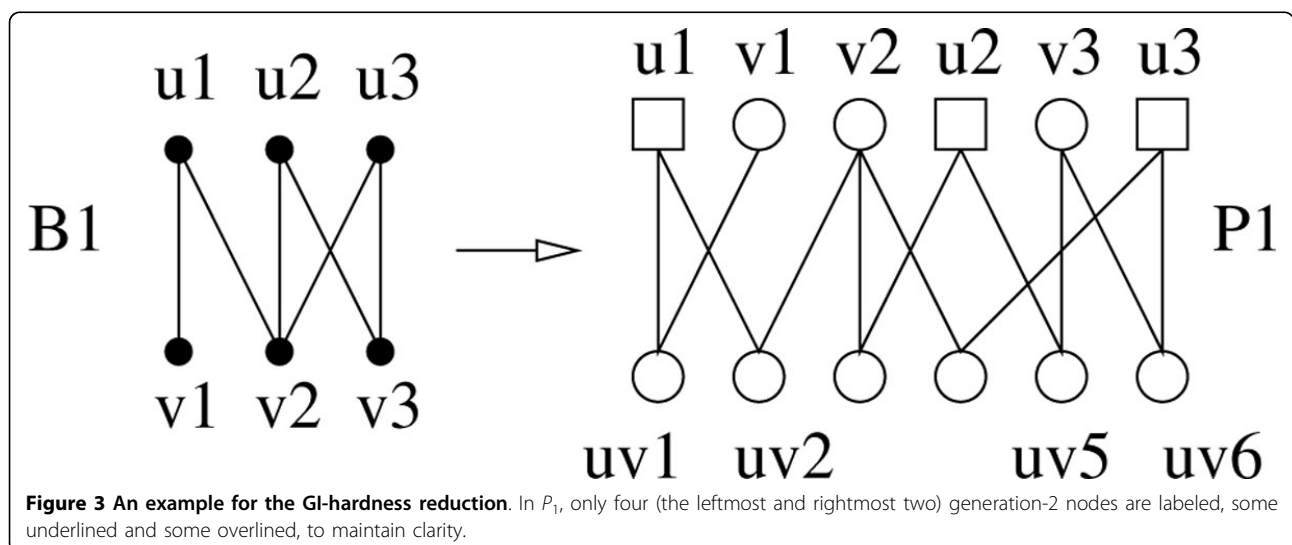 u1 v1 v2 u2 v3 u3
u1 u2 u3
B1
P1
v1 v2 v3
uv1 uv2 uv5 uv6
Figure 3 An example for the GI-hardness reduction. In P₁, only four (the leftmost and rightmost two) generation-2 nodes are labeled, some
underlined and some overlined, to maintain clarity.